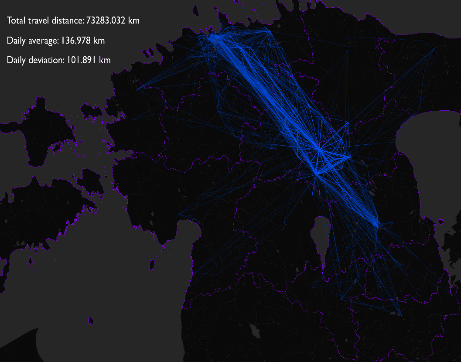 Total travel distance: 73283.032 km
Daily average: 136.978 km
Daily deviation: 101.891 km